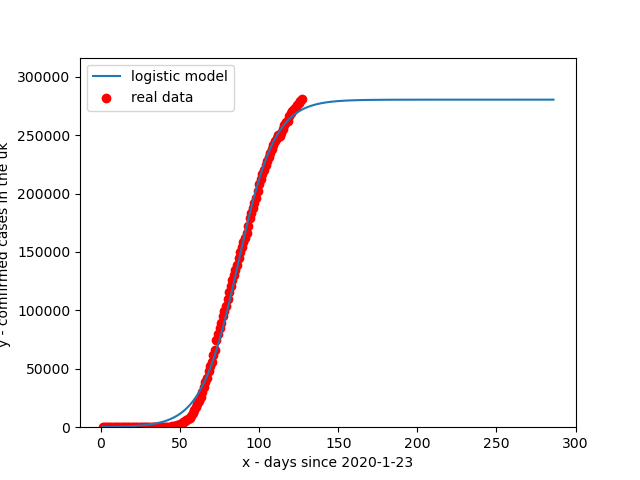 logistic model
real data
300000
250000
200000
150000
100000
50000
0
y - comfirmed cases in the uk
0 50 100 150 200 250 300
x - days since 2020-1-23